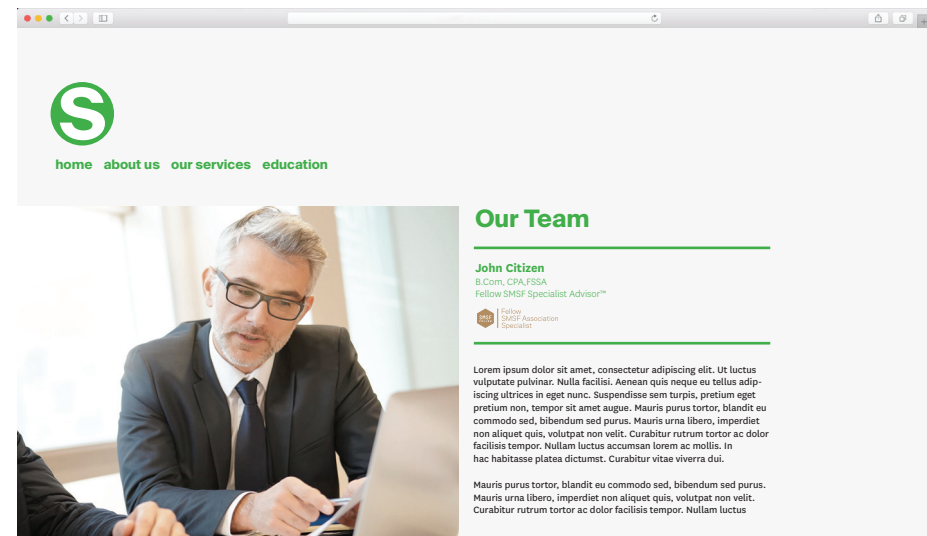 S
home about us our services education
Our Team
John Citizen
B.Com, CPA,FSSA
Fellow SMSF Specialist Advisor™
SMSF
Fellow
SMSF Association
Specialist
Lorem ipsum dolor sit amet, consectetur adipiscing elit. Ut luctus
vulputate pulvinar. Nulla facilisi. Aenean quis neque eu tellus adip-
iscing ultrices in eget nunc. Suspendisse sem turpis, pretium eget
pretium non, tempor sit amet augue. Mauris purus tortor, blandit eu
commodo sed, bibendum sed purus. Mauris urna libero, imperdiet
non aliquet quis, volutpat non velit. Curabitur rutrum tortor ac dolor
facilisis tempor. Nullam luctus accumsan lorem ac mollis. In
hac habitasse platea dictumst. Curabitur vitae viverra dui.
Mauris purus tortor, blandit eu commodo sed, bibendum sed purus.
Mauris urna libero, imperdiet non aliquet quis, volutpat non velit.
Curabitur rutrum tortor ac dolor facilisis tempor. Nullam luctus